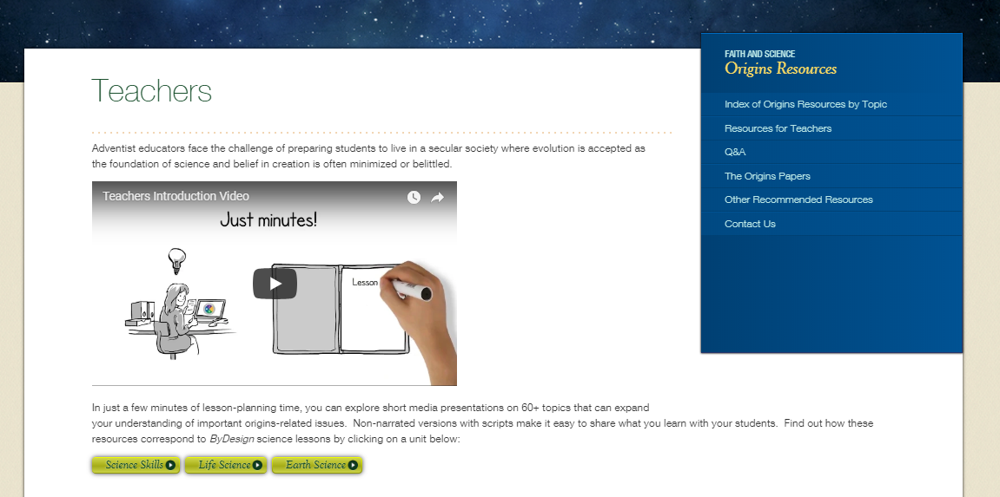 Teachers
Adventist educators face the challenge of preparing students to live in a secular society where evolution is accepted as
the foundation of science and belief in creation is often minimized or belittled.
Teachers Introduction Video
Just minutes!
Lesson
In just a few minutes of lesson-planning time, you can explore short media presentations on 60+ topics that can expand
your understanding of important origins-related issues.  Non-narrated versions with scripts make it easy to share what you learn with your students.  Find out how these
resources correspond to ByDesign science lessons by clicking on a unit below:
Science Skills
Life Science
Earth Science
FAITH AND SCIENCE
Origins Resources
Index of Origins Resources by Topic
Resources for Teachers
Q&A
The Origins Papers
Other Recommended Resources
Contact Us